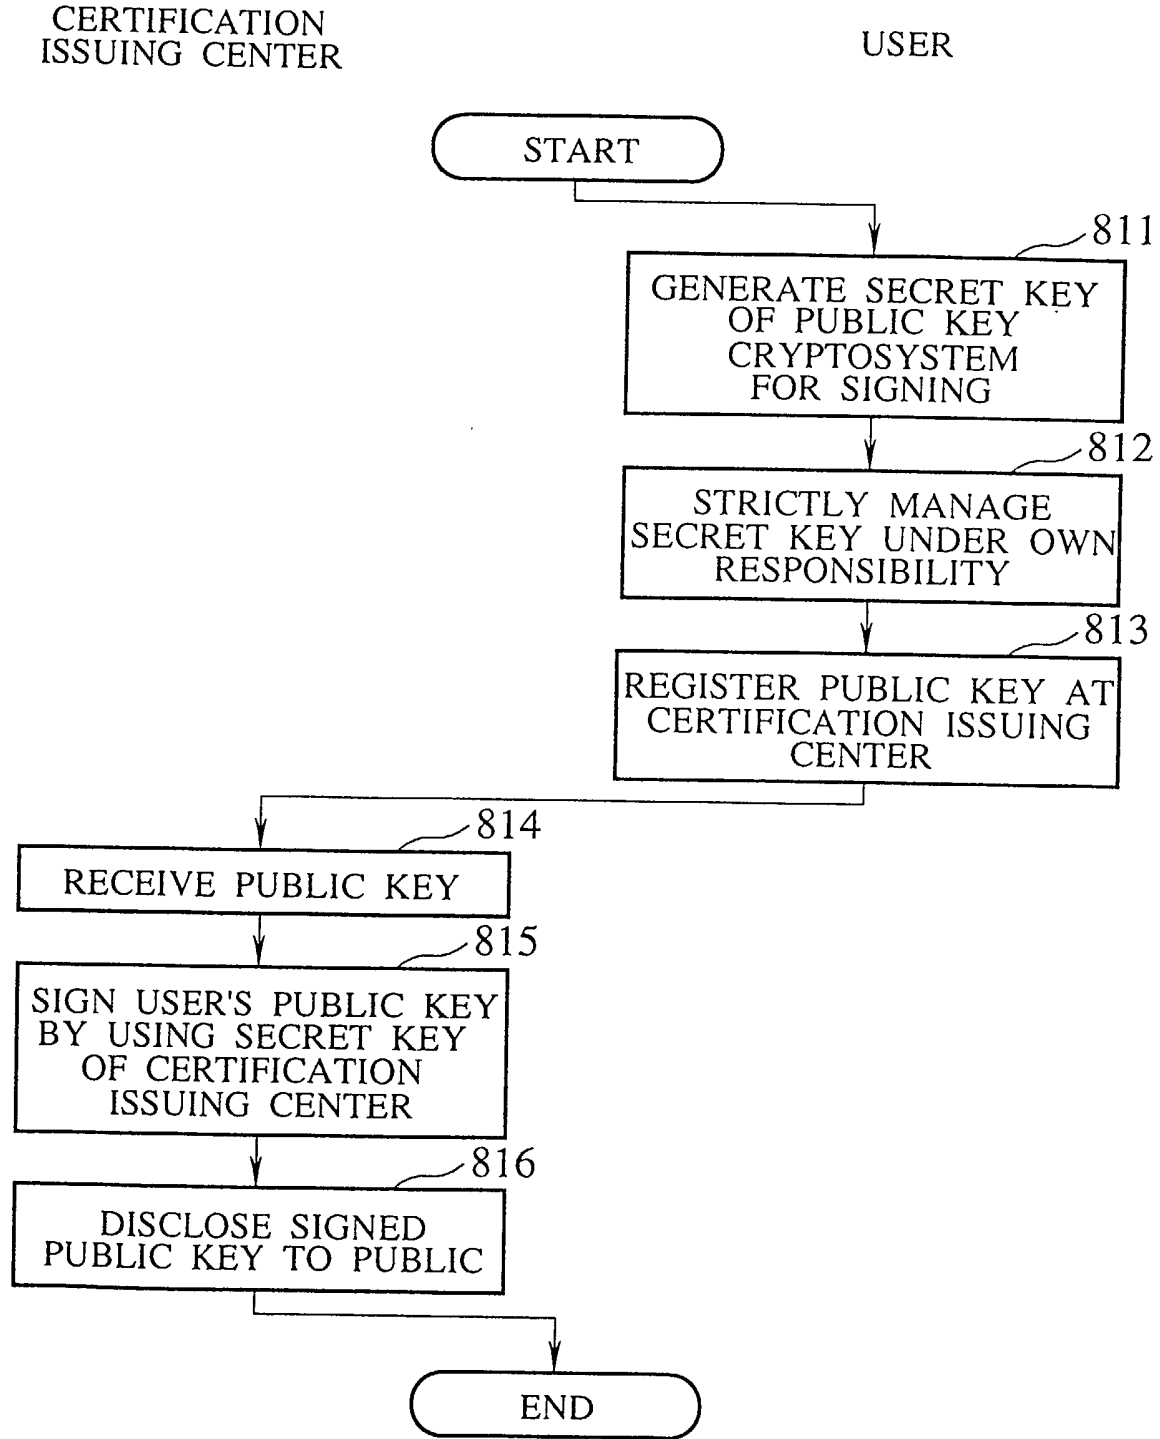 CERTIFICATION
ISSUING CENTER
USER
START
811
GENERATE SECRET KEY
OF PUBLIC KEY
CRYPTOSYSTEM
FOR SIGNING
812
STRICTLY MANAGE
SECRET KEY UNDER OWN
RESPONSIBILITY
813
REGISTER PUBLIC KEY AT
CERTIFICATION ISSUING
CENTER
814
RECEIVE PUBLIC KEY
815
SIGN USER'S PUBLIC KEY
BY USING SECRET KEY
OF CERTIFICATION
ISSUING CENTER
816
DISCLOSE SIGNED
PUBLIC KEY TO PUBLIC
END